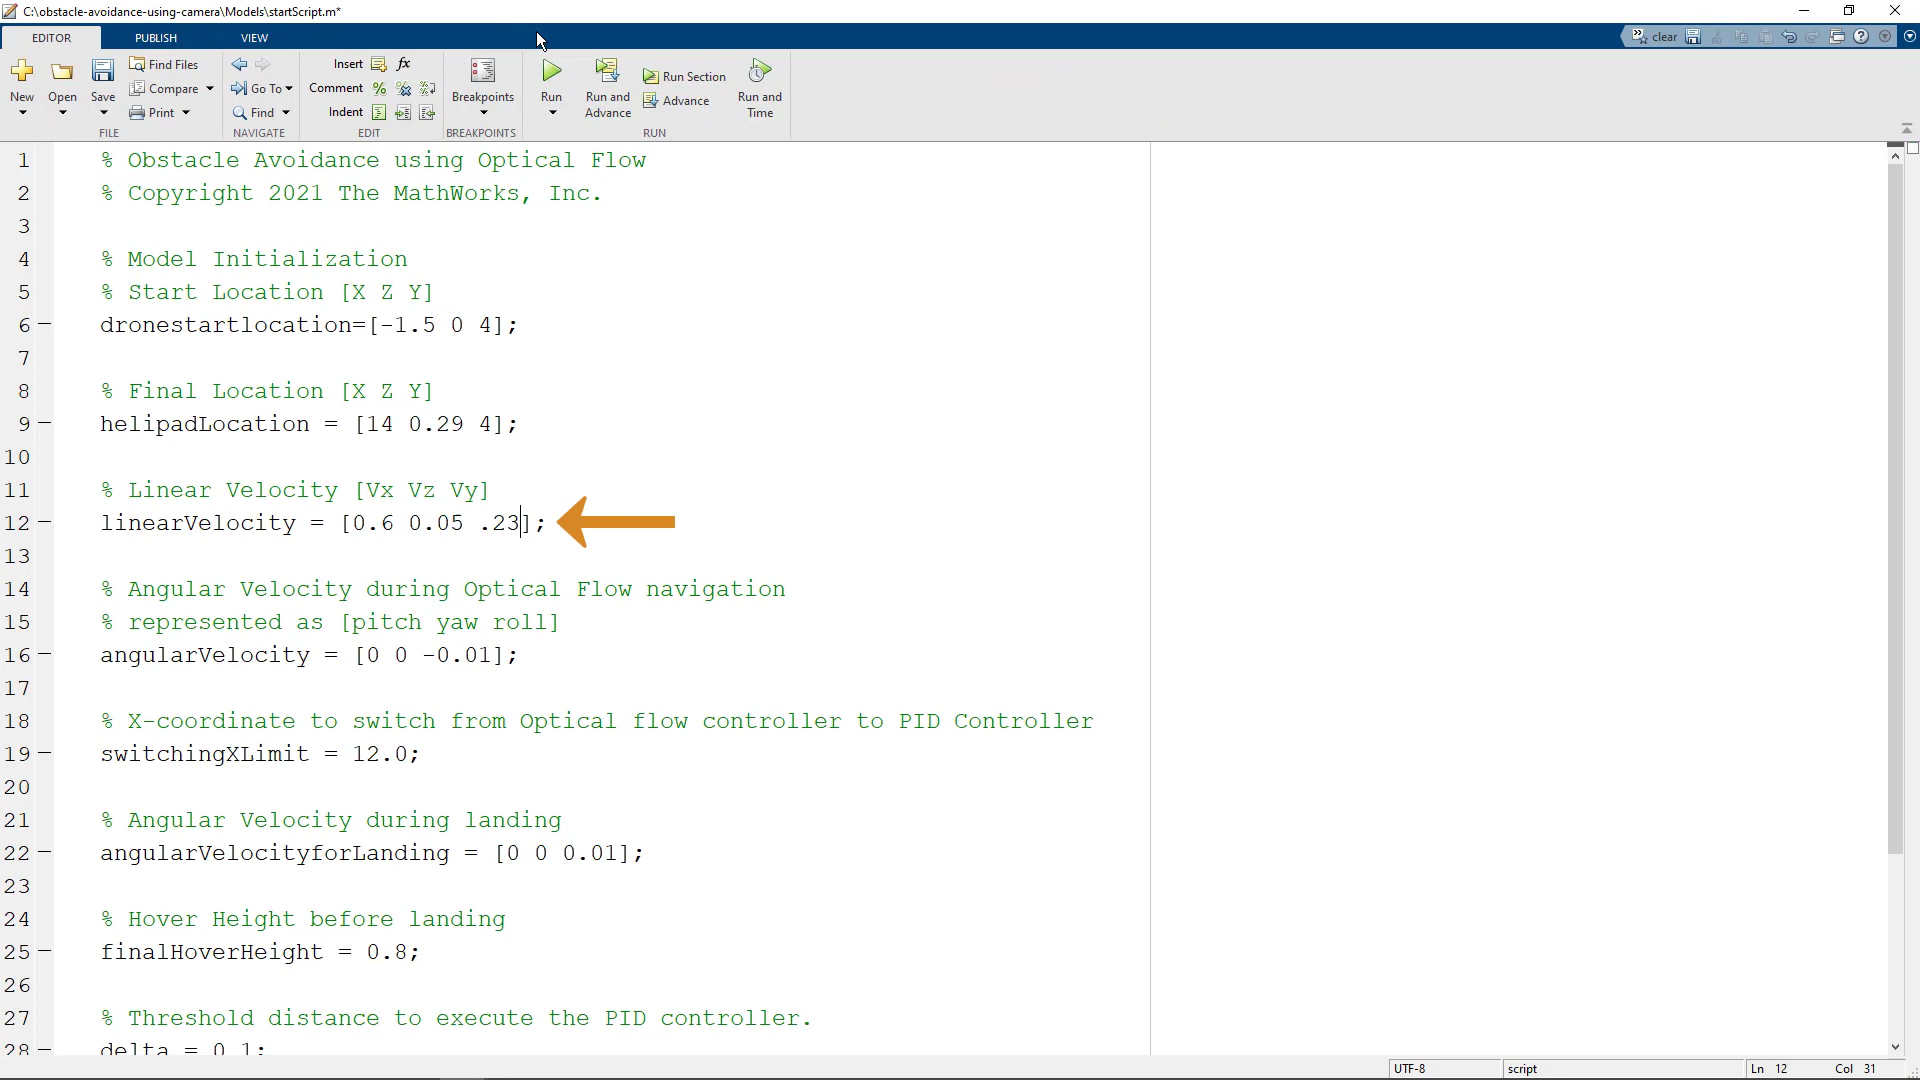 C:\obstacle-avoidance-using-camera\Models\startScript.m*
EDITOR PUBLISH VIEW
clear
New
Open
Save
Find Files
Compare
Print
FILE
Go To
Find
NAVIGATE
Insert fx
Comment
Indent
EDIT
Breakpoints
BREAKPOINTS
Run
Run and Advance
Run Section
Advance
Run and Time
RUN
1 % Obstacle Avoidance using Optical Flow
2 % Copyright 2021 The MathWorks, Inc.
3
4 % Model Initialization
5 % Start Location [X Z Y]
6 – dronestartlocation=[-1.5 0 4];
7
8 % Final Location [X Z Y]
9 – helipadLocation = [14 0.29 4];
10
11 % Linear Velocity [Vx Vz Vy]
12 – linearVelocity = [0.6 0.05 .23];
13
14 % Angular Velocity during Optical Flow navigation
15 % represented as [pitch yaw roll]
16 – angularVelocity = [0 0 -0.01];
17
18 % X-coordinate to switch from Optical flow controller to PID Controller
19 – switchingXLimit = 12.0;
20
21 % Angular Velocity during landing
22 – angularVelocityforLanding = [0 0 0.01];
23
24 % Hover Height before landing
25 – finalHoverHeight = 0.8;
26
27 % Threshold distance to execute the PID controller.
28 – delta = 0.1;
UTF-8 script Ln 12 Col 31